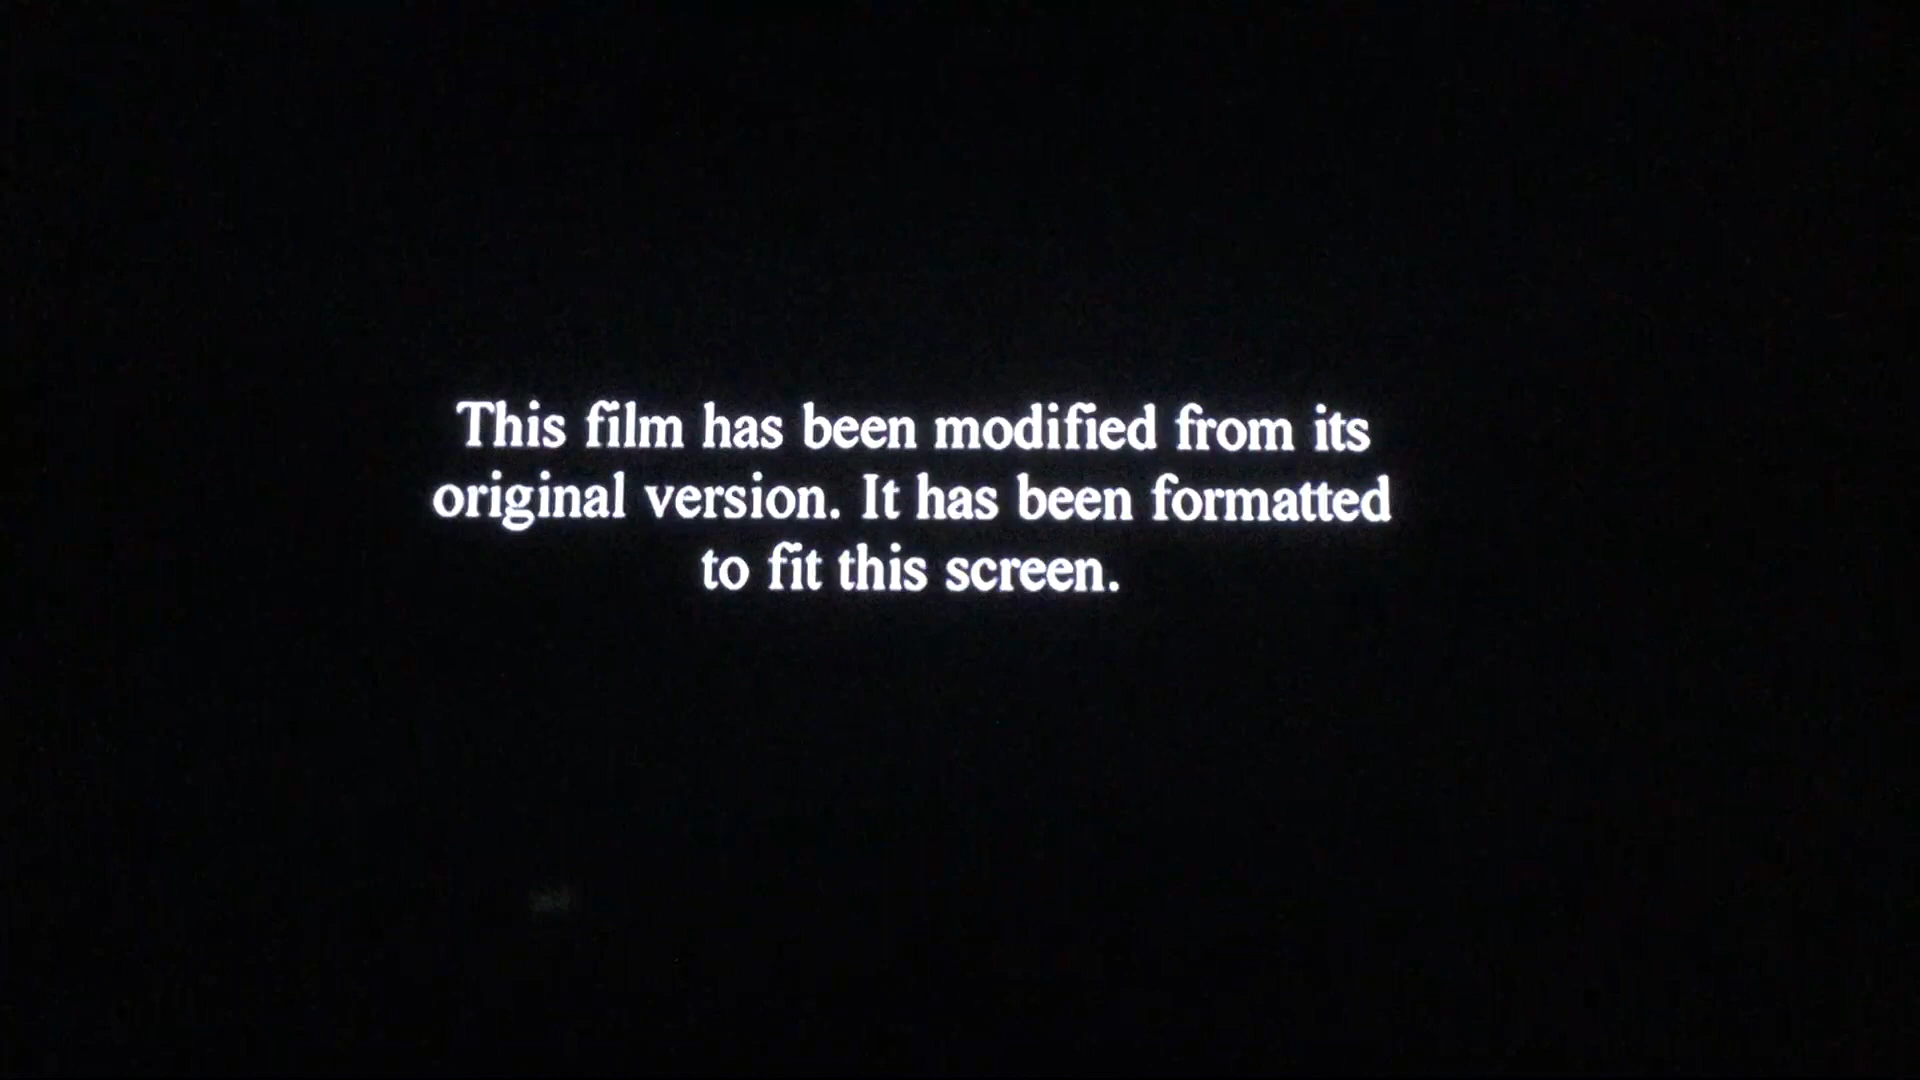 This film has been modified from its
original version. It has been formatted
to fit this screen.